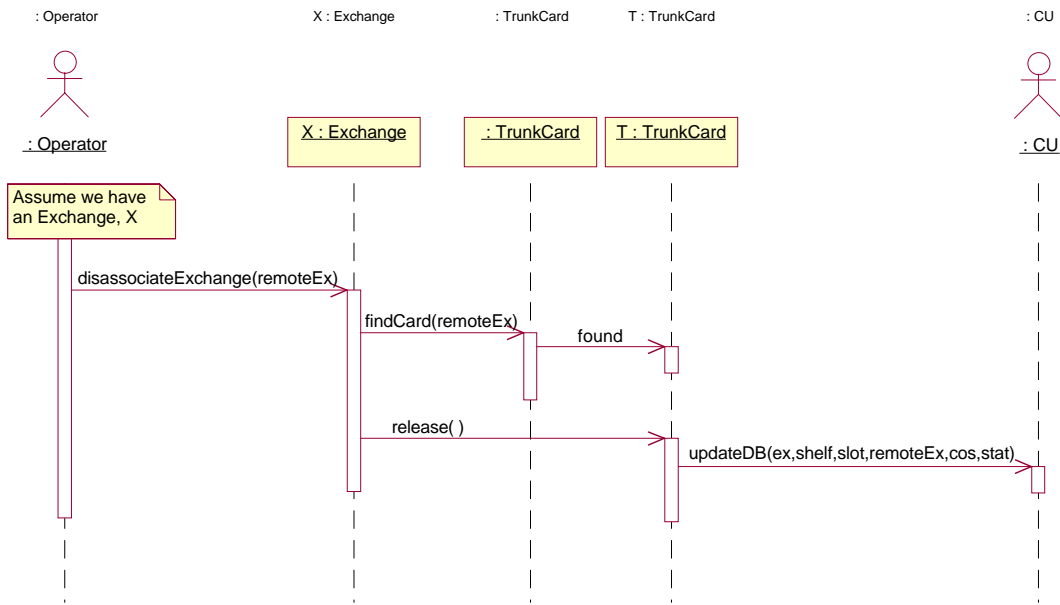 : Operator
X : Exchange
: TrunkCard
T : TrunkCard
: CU
X : Exchange
: TrunkCard
T : TrunkCard
: Operator
: CU
Assume we have
an Exchange, X
disassociateExchange(remoteEx)
findCard(remoteEx)
found
release( )
updateDB(ex,shelf,slot,remoteEx,cos,stat)